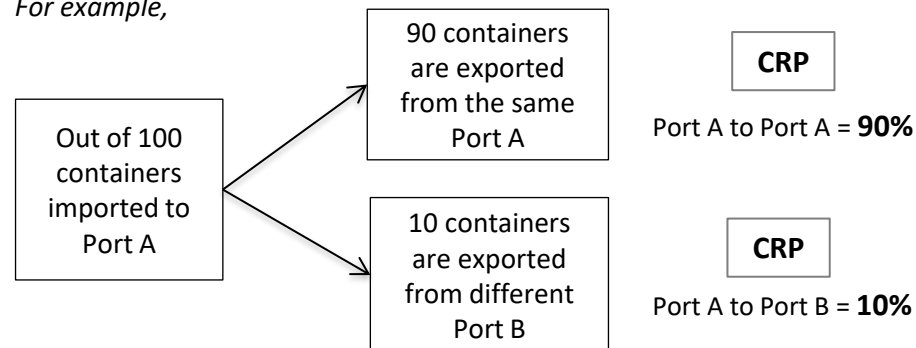 For example,
Out of 100
containers
imported to
Port A
90 containers
are exported
from the same
Port A
CRP
Port A to Port A = 90%
10 containers
are exported
from different
Port B
CRP
Port A to Port B = 10%